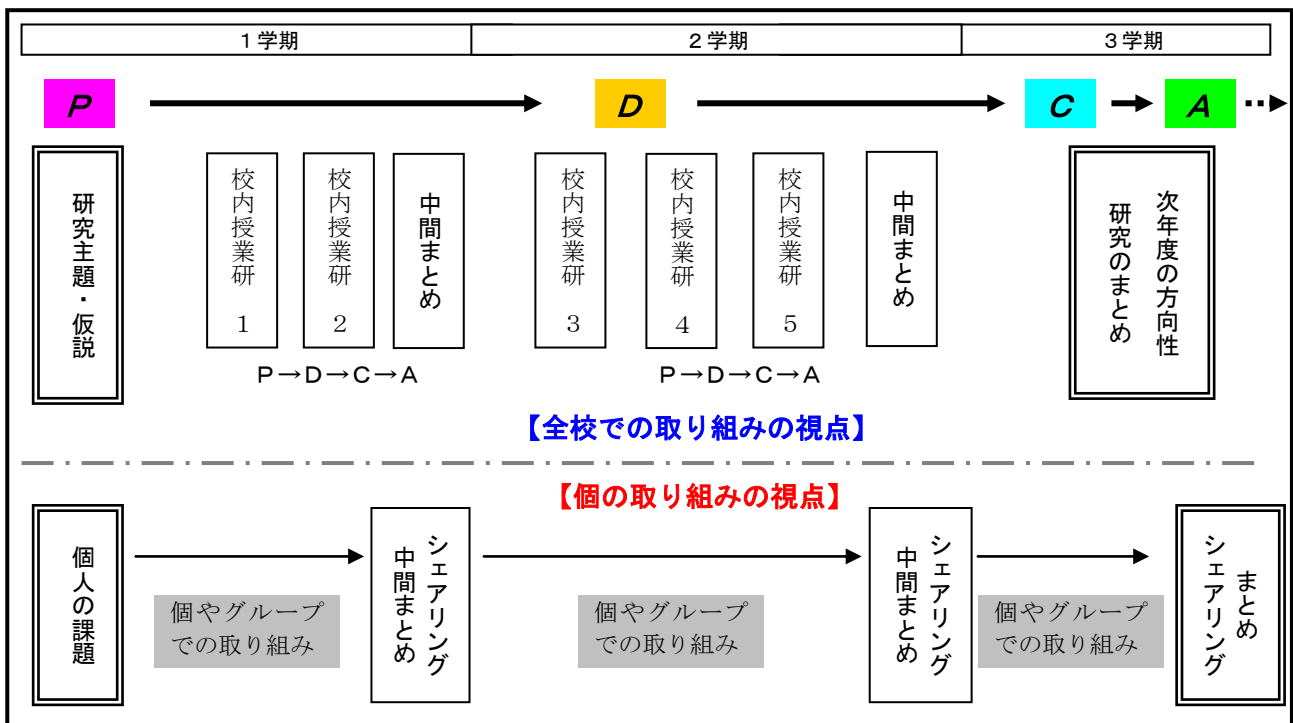 １学期
２学期
３学期
P
D
C
A
研究主題・仮説
校内授業研 1
校内授業研 2
中間まとめ
校内授業研 3
校内授業研 4
校内授業研 5
中間まとめ
次年度の方向性
研究のまとめ
P→D→C→A
P→D→C→A
【全校での取り組みの視点】
【個の取り組みの視点】
個人の課題
個やグループ
での取り組み
シェアリング
中間まとめ
個やグループ
での取り組み
シェアリング
中間まとめ
個やグループ
での取り組み
まとめ
シェアリング